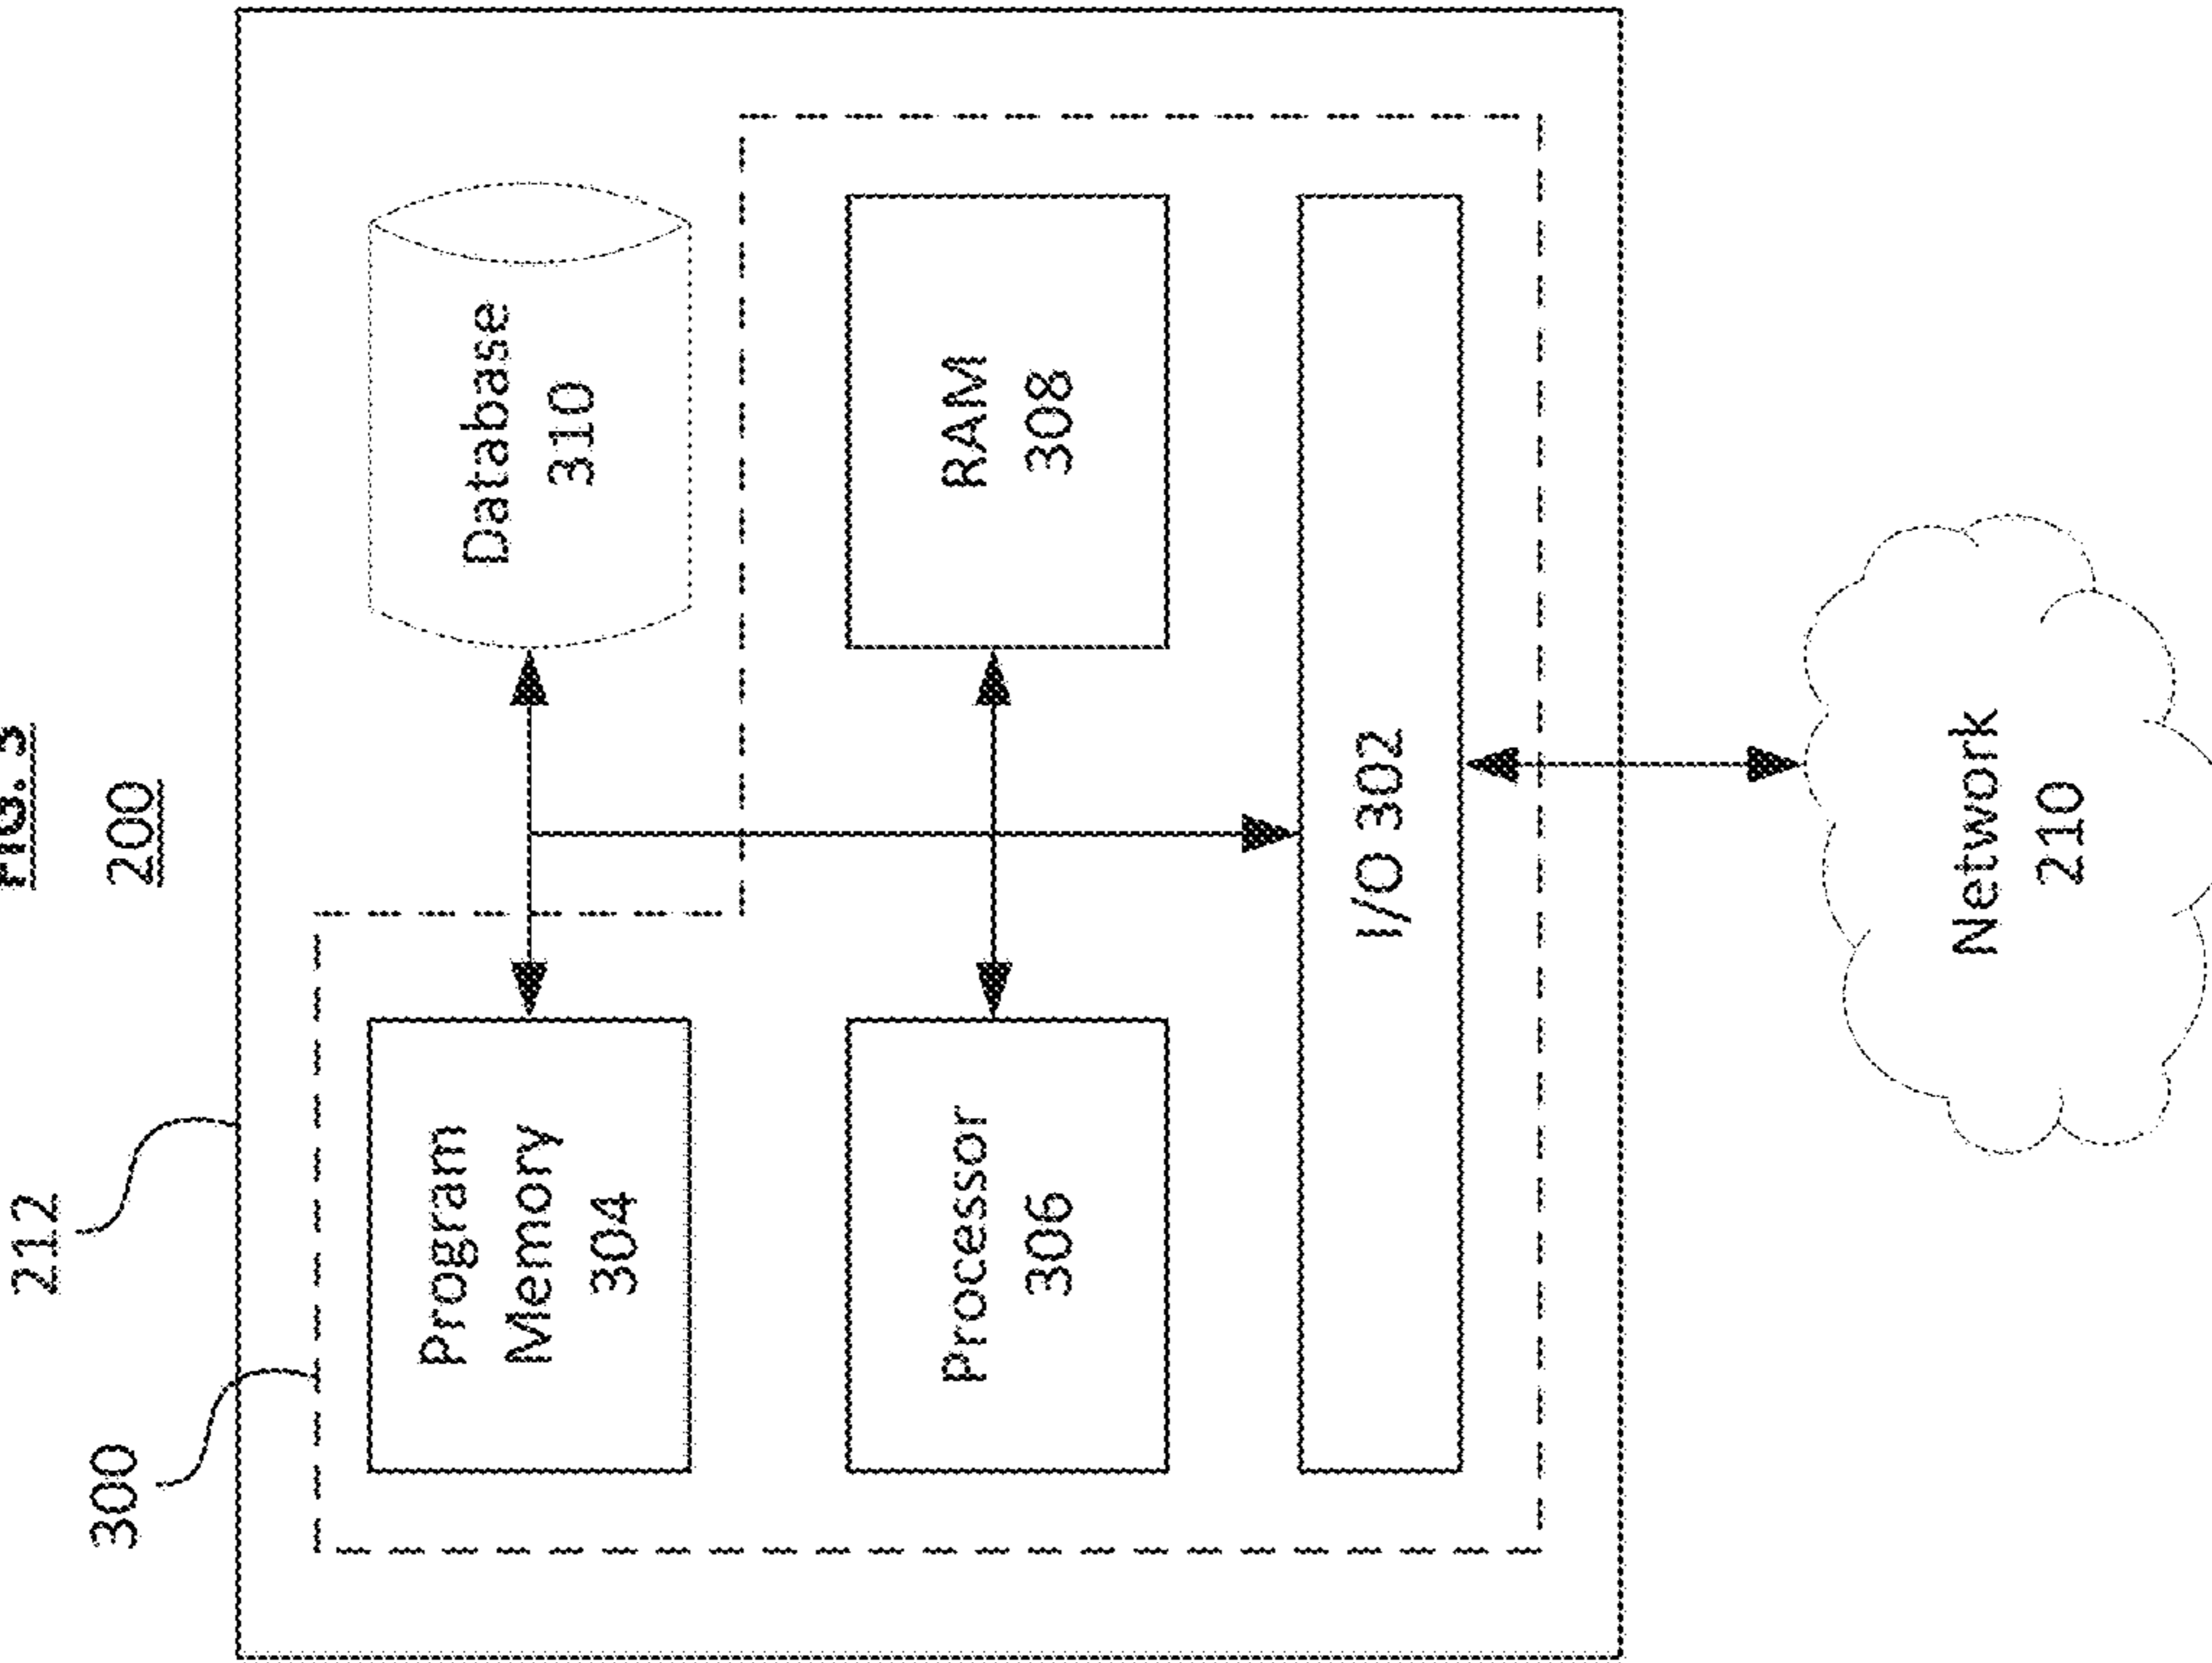 FIG. 3
200
212
300
Program
Memory
304
Database
310
Processor
306
RAM
308
I/O 302
Network
210